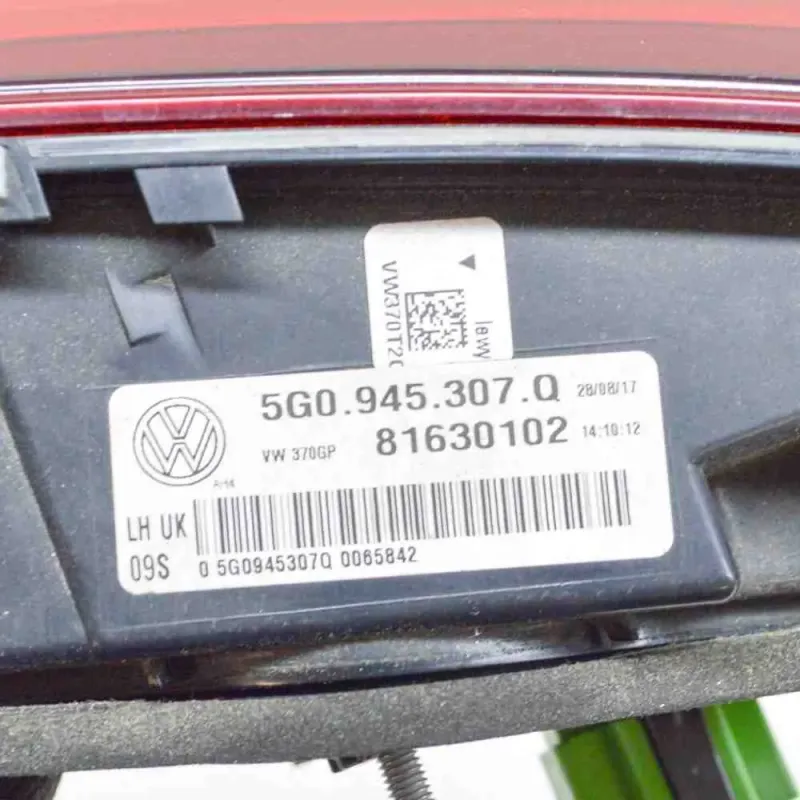 VW370T2
lewy
5G0.945.307.Q 28/08/17
VW 370GP 81630102 14:10:12
LH UK
09S 0 5G0945307Q 0065842